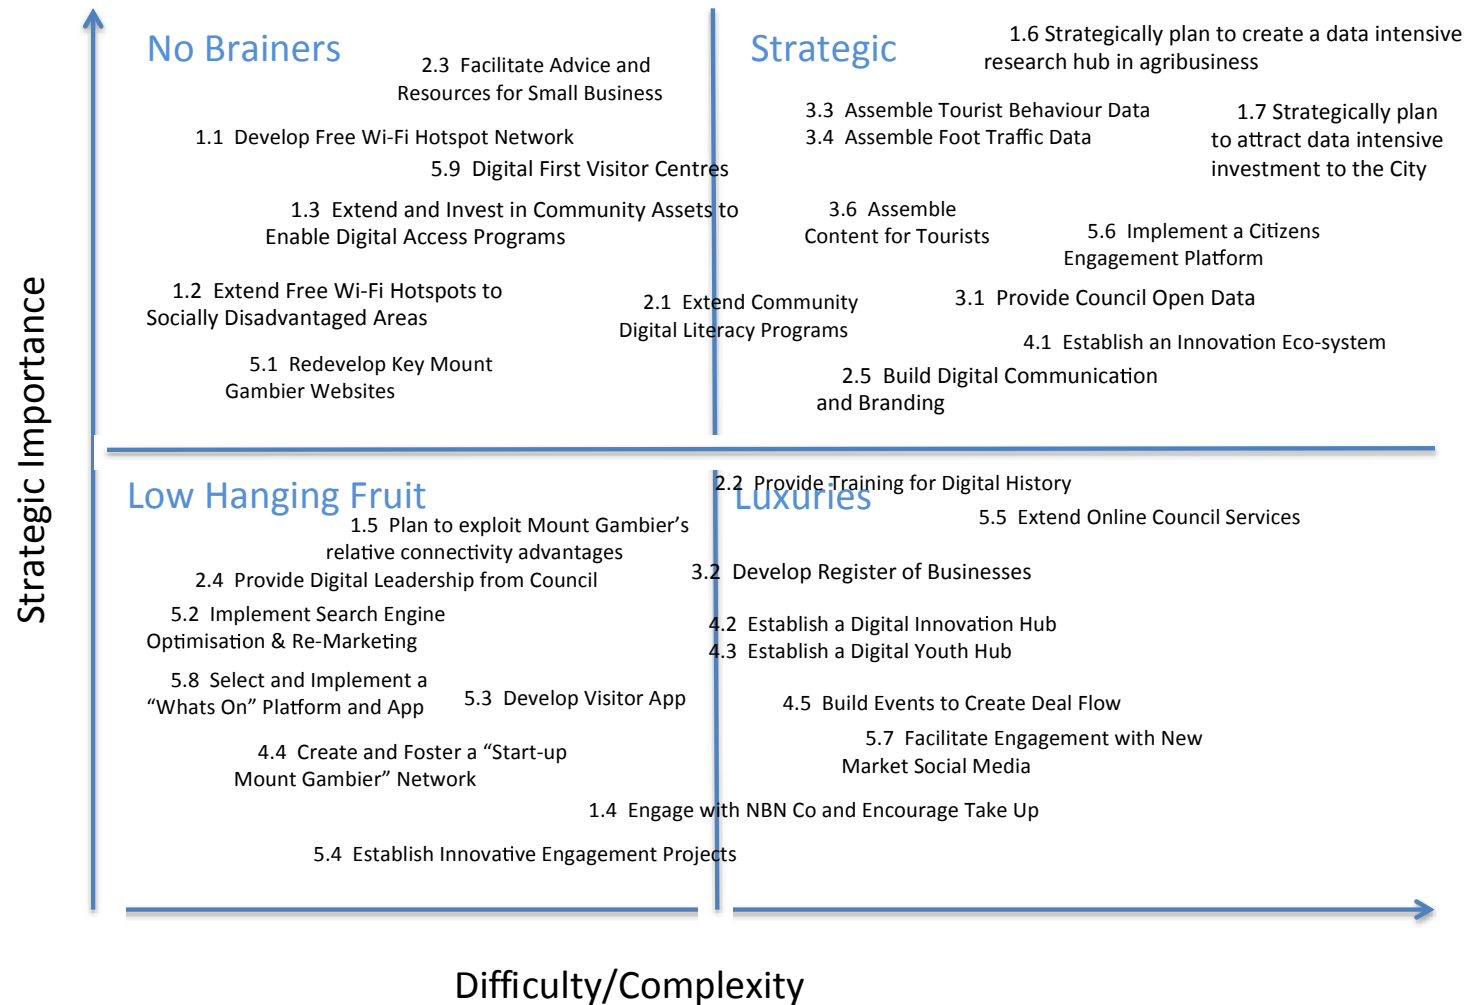 No Brainers
2.3 Facilitate Advice and
Resources for Small Business
1.1 Develop Free Wi-Fi Hotspot Network
5.9 Digital First Visitor Centres
1.3 Extend and Invest in Community Assets to
Enable Digital Access Programs
1.2 Extend Free Wi-Fi Hotspots to
Socially Disadvantaged Areas
5.1 Redevelop Key Mount
Gambier Websites
2.1 Extend Community
Digital Literacy Programs
Strategic
1.6 Strategically plan to create a data intensive
research hub in agribusiness
3.3 Assemble Tourist Behaviour Data
3.4 Assemble Foot Traffic Data
1.7 Strategically plan
to attract data intensive
investment to the City
3.6 Assemble
Content for Tourists
5.6 Implement a Citizens
Engagement Platform
3.1 Provide Council Open Data
4.1 Establish an Innovation Eco-system
2.5 Build Digital Communication
and Branding
Strategic Importance
Low Hanging Fruit
1.5 Plan to exploit Mount Gambier’s
relative connectivity advantages
2.4 Provide Digital Leadership from Council
5.2 Implement Search Engine
Optimisation & Re-Marketing
5.8 Select and Implement a
“Whats On” Platform and App
5.3 Develop Visitor App
4.4 Create and Foster a “Start-up
Mount Gambier” Network
1.4 Engage with NBN Co and Encourage Take Up
5.4 Establish Innovative Engagement Projects
2.2 Provide Training for Digital History
Luxuries
5.5 Extend Online Council Services
3.2 Develop Register of Businesses
4.2 Establish a Digital Innovation Hub
4.3 Establish a Digital Youth Hub
4.5 Build Events to Create Deal Flow
5.7 Facilitate Engagement with New
Market Social Media
Difficulty/Complexity